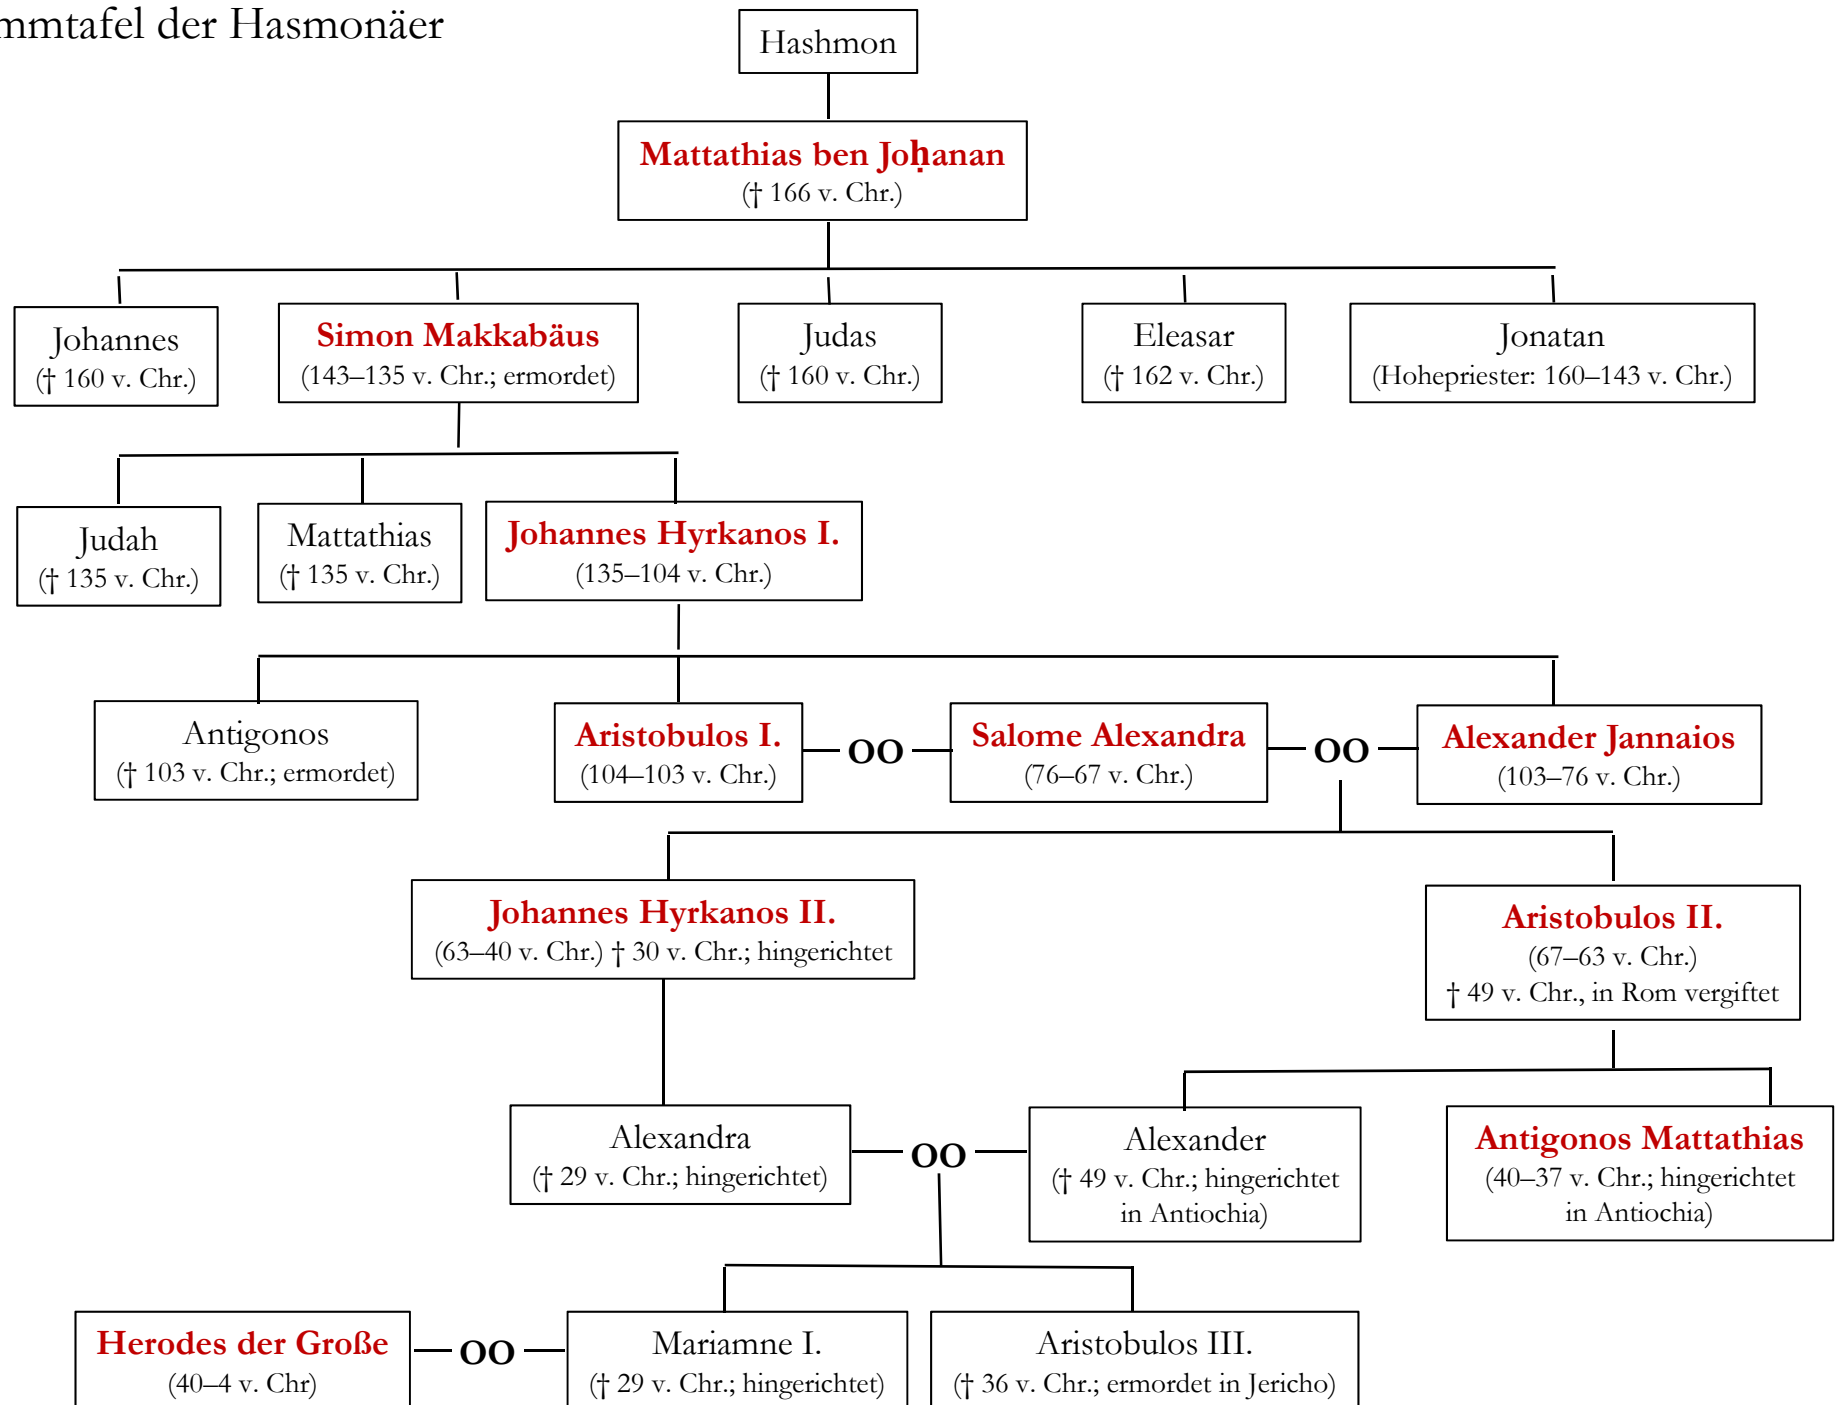 mmtafel der Hasmonäer
Hashmon
Mattathias ben Joḥanan
(† 166 v. Chr.)
Johannes
(† 160 v. Chr.)
Simon Makkabäus
(143–135 v. Chr.; ermordet)
Judas
(† 160 v. Chr.)
Eleasar
(† 162 v. Chr.)
Jonatan
(Hohepriester: 160–143 v. Chr.)
Judah
(† 135 v. Chr.)
Mattathias
(† 135 v. Chr.)
Johannes Hyrkanos I.
(135–104 v. Chr.)
Antigonos
(† 103 v. Chr.; ermordet)
Aristobulos I.
(104–103 v. Chr.)
OO
Salome Alexandra
(76–67 v. Chr.)
OO
Alexander Jannaios
(103–76 v. Chr.)
Johannes Hyrkanos II.
(63–40 v. Chr.) † 30 v. Chr.; hingerichtet
Aristobulos II.
(67–63 v. Chr.)
† 49 v. Chr., in Rom vergiftet
Alexandra
(† 29 v. Chr.; hingerichtet)
OO
Alexander
(† 49 v. Chr.; hingerichtet
in Antiochia)
Antigonos Mattathias
(40–37 v. Chr.; hingerichtet
in Antiochia)
Herodes der Große
(40–4 v. Chr)
OO
Mariamne I.
(† 29 v. Chr.; hingerichtet)
Aristobulos III.
(† 36 v. Chr.; ermordet in Jericho)